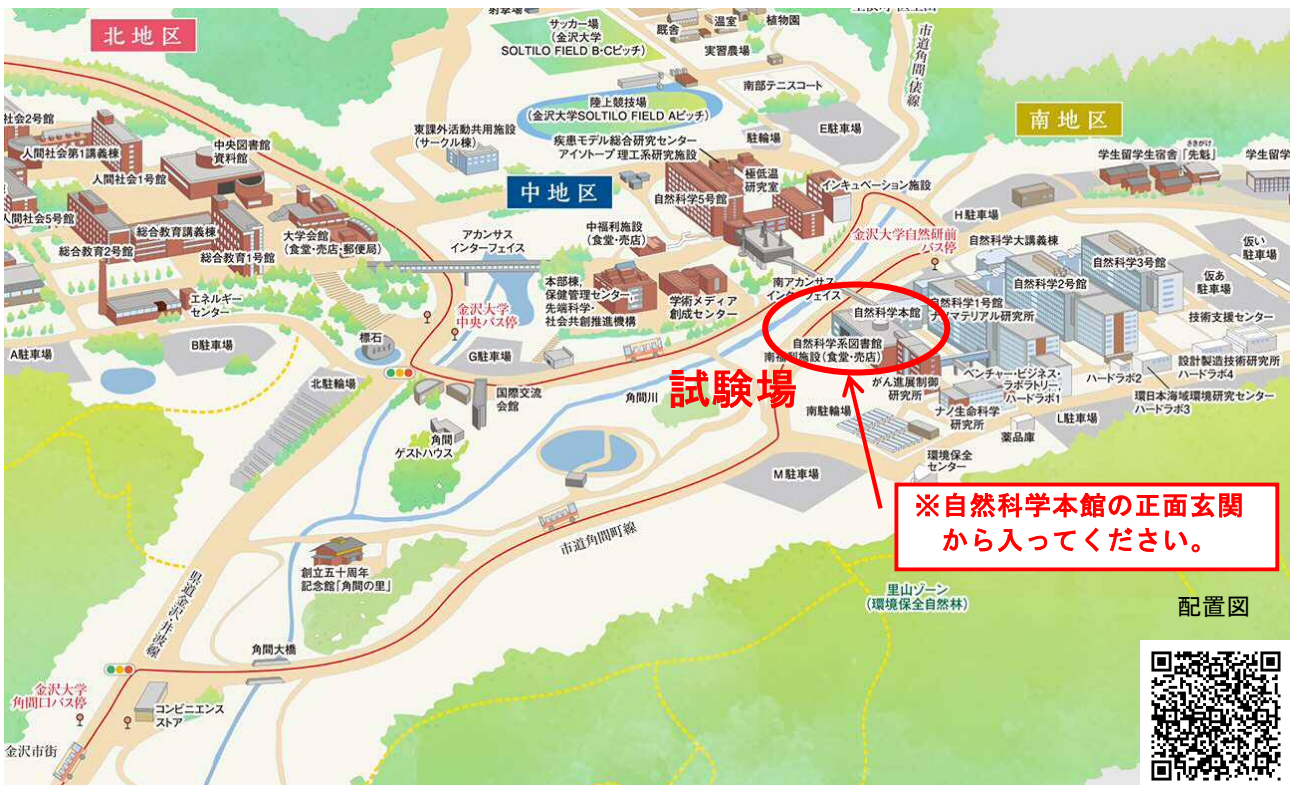 北地区
サッカー場
(金沢大学
SOLTILO FIELD B・Cピッチ)
厩舎
温室
植物園
実習農場
市道角間・俵線
南部テニスコート
陸上競技場
(金沢大学SOLTILO FIELD Aピッチ)
E駐車場
南地区
社会2号館
人間社会第1講義棟
人間社会1号館
中央図書館
資料館
東課外活動共用施設
(サークル棟)
疾患モデル総合研究センター
アイソトープ理工系研究施設
駐輪場
極低温
研究室
インキュベーション施設
学生留学生宿舎「先魁」
さきがけ
学生留学
中地区
自然科学5号館
H駐車場
人間社会5号館
総合教育講義棟
総合教育2号館
総合教育1号館
大学会館
(食堂・売店・郵便局)
アカンサス
インターフェイス
中福利施設
(食堂・売店)
金沢大学自然研前
バス停
自然科学大講義棟
自然科学3号館
仮い
駐車場
自然科学2号館
仮あ
駐車場
エネルギー
センター
金沢大学
中央バス停
本部棟,
保健管理センター,
先端科学・
社会共創推進機構
学術メディア
創成センター
南アカンサス
インターフェイス
自然科学本館
自然科学1号館
ナノマテリアル研究所
技術支援センター
A駐車場
B駐車場
標石
G駐車場
自然科学系図書館
南福利施設(食堂・売店)
設計製造技術研究所
ハードラボ4
北駐輪場
国際交流
会館
角間川
試験場
がん進展制御
研究所
ベンチャー・ビジネス・
ラボラトリー,
ハードラボ1
ハードラボ2
環日本海域環境研究センター
ハードラボ3
南駐輪場
ナノ生命科学
研究所
L駐車場
薬品庫
角間
ゲストハウス
環境保全
センター
M駐車場
※自然科学本館の正面玄関
から入ってください。
市道角間町線
創立五十周年
記念館「角間の里」
県道金沢・井波線
里山ゾーン
(環境保全自然林)
配置図
角間大橋
金沢大学
角間口バス停
コンビニエンス
ストア
金沢市街